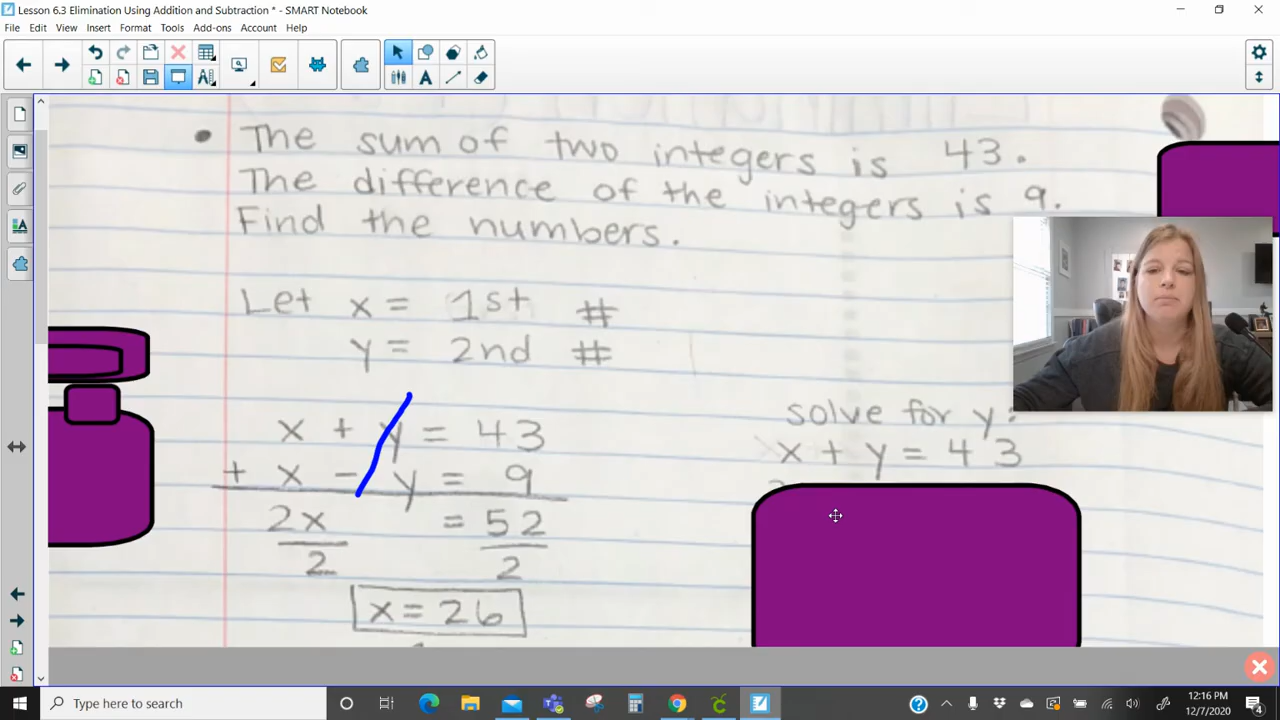 Lesson 6.3 Elimination Using Addition and Subtraction * - SMART Notebook
File Edit View Insert Format Tools Add-ons Account Help
• The sum of two integers is 43.
The difference of the integers is 9.
Find the numbers.
Let x = 1st #
y = 2nd #
x + y = 43
+ x - y = 9
2x = 52
2 2
x = 26
solve for y:
x + y = 43
Type here to search
12:16 PM
12/7/2020
4